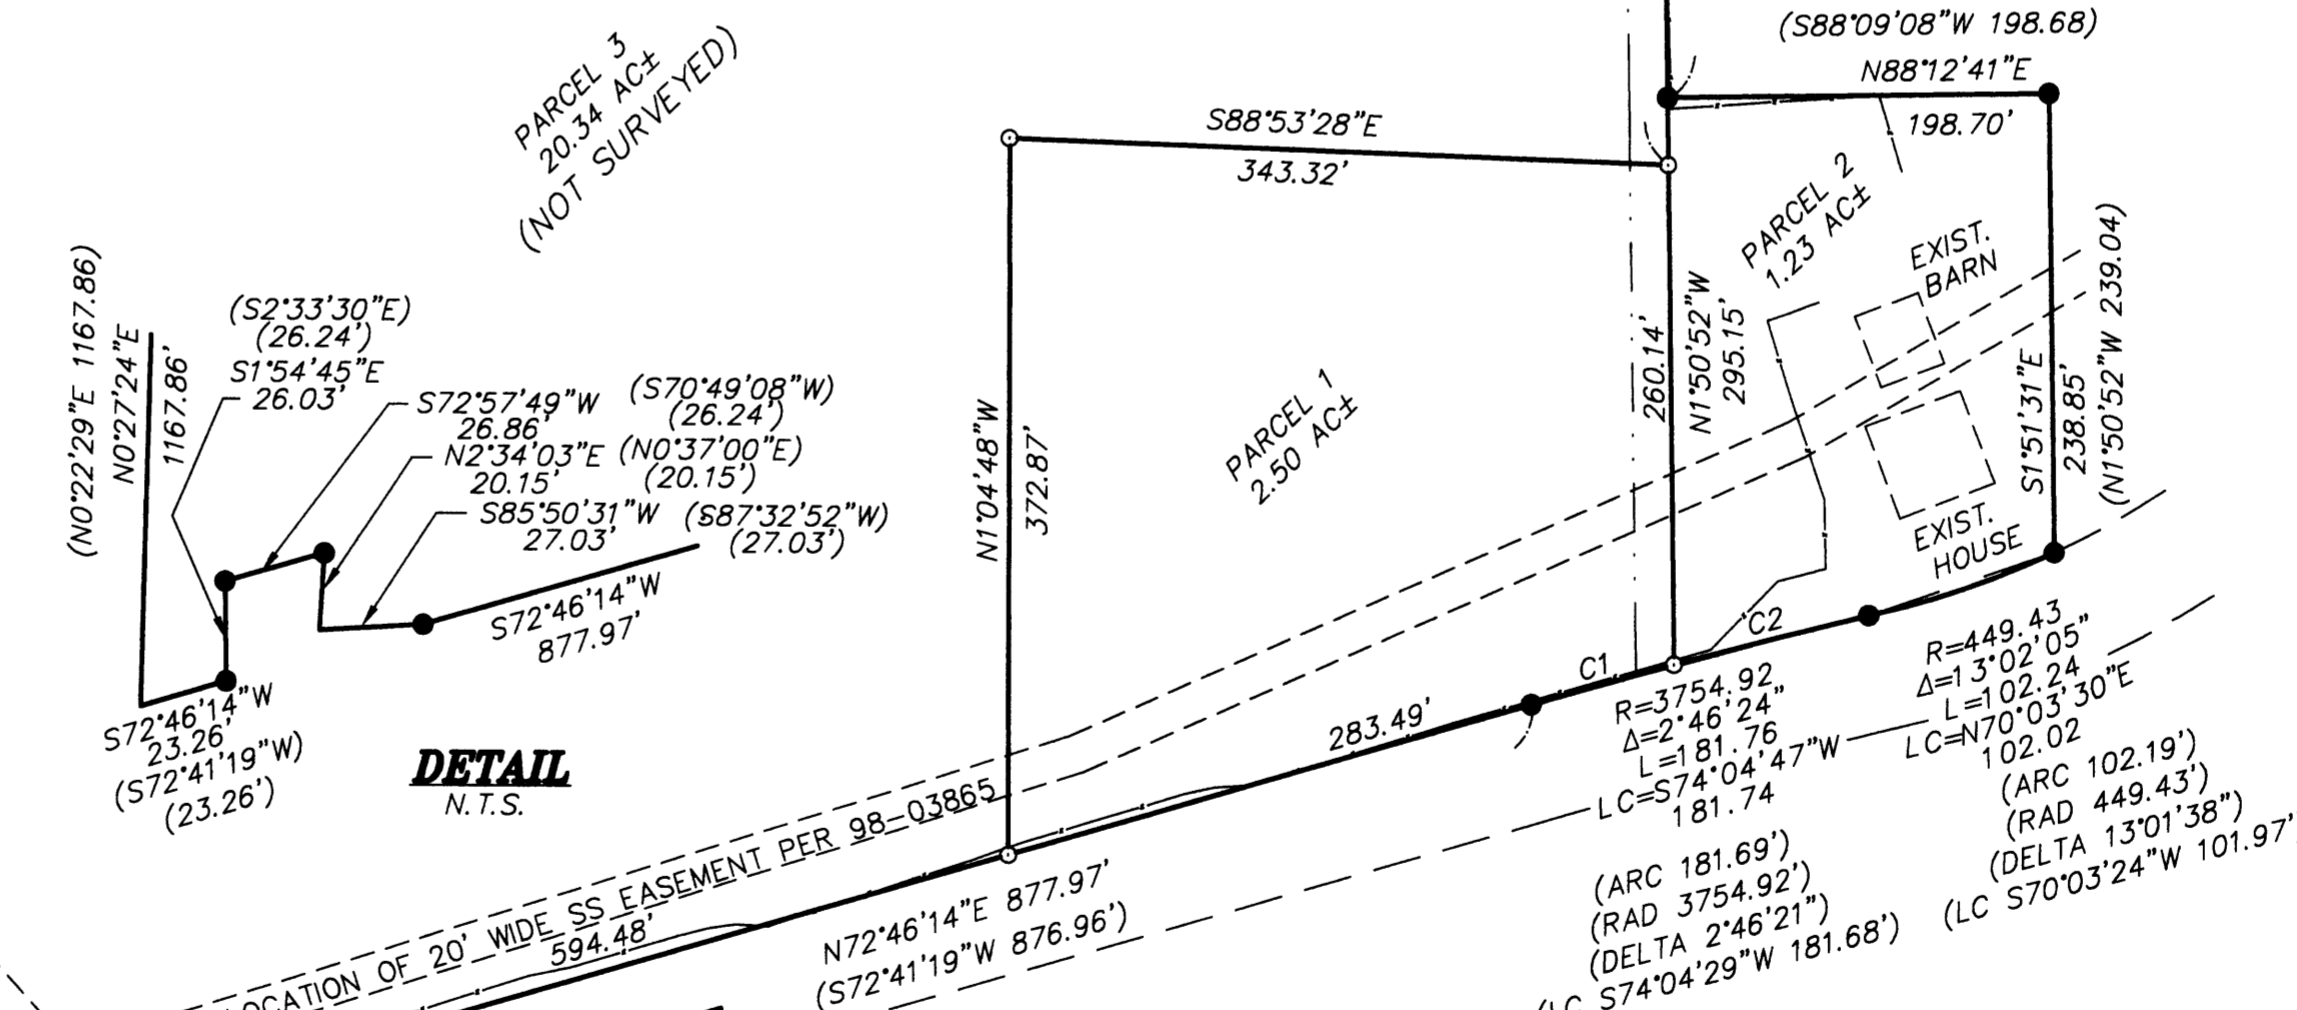 PARCEL 3
20.34 AC±
(NOT SURVEYED)
(S88°09'08"W 198.68)
N88°12'41"E
198.70'
S88°53'28"E
343.32'
PARCEL 2
1.23 AC±
EXIST.
BARN
(N0°22'29"E 1167.86)
N0°27'24"E
1167.86'
(S2°33'30"E)
(26.24')
S1°54'45"E
26.03'
S72°57'49"W
26.86'
(S70°49'08"W)
(26.24')
N2°34'03"E
20.15'
(N0°37'00"E)
(20.15')
S85°50'31"W
27.03'
(S87°32'52"W)
(27.03')
S72°46'14"W
877.97'
S72°46'14"W
23.26'
(S72°41'19"W)
(23.26')
DETAIL
N.T.S.
N1°04'48"W
372.87'
PARCEL 1
2.50 AC±
260.14'
N1°50'52"W
295.15'
S1°51'31"E
238.85'
(N1°50'52"W 239.04)
EXIST.
HOUSE
C1
C2
283.49'
R=3754.92
Δ=2°46'24"
L=181.76
LC=S74°04'47"W
181.74
R=449.43
Δ=13°02'05"
L=102.24
LC=N70°03'30"E
102.02
(ARC 102.19')
(RAD 449.43')
(DELTA 13°01'38")
(LC S70°03'24"W 101.97'
(ARC 181.69')
(RAD 3754.92')
(DELTA 2°46'21")
(LC S74°04'29"W 181.68')
OCATION OF 20' WIDE SS EASEMENT PER 98-03865
594.48'
N72°46'14"E 877.97'
(S72°41'19"W 876.96')